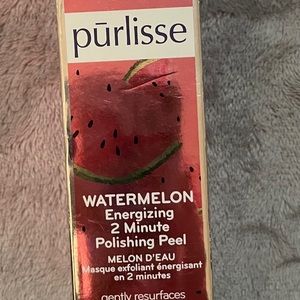 pūrlisse
WATERMELON
Energizing
2 Minute
Polishing Peel
MELON D'EAU
Masque exfoliant énergisant
en 2 minutes
gently resurfaces